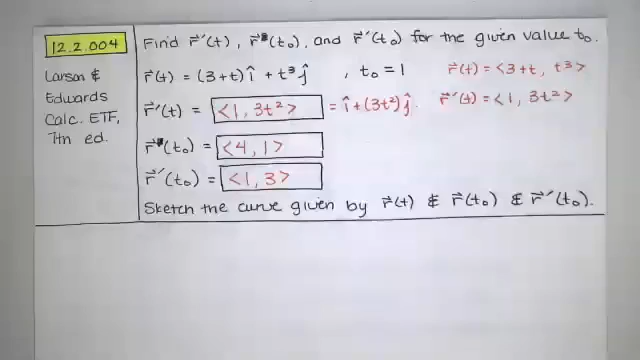 12.2.004
Larson &
Edwards
Calc. ETF,
7th ed.
Find r⃗′(t), r⃗(t₀), and r⃗′(t₀) for the given value t₀.
r⃗(t) = (3+t)î + t³ĵ , t₀ = 1 r⃗(t) = <3+t, t³>
r⃗′(t) = <1, 3t²> = î + (3t²)ĵ. r⃗′(t) = <1, 3t²>
r⃗(t₀) = <4, 1>
r⃗′(t₀) = <1, 3>
Sketch the curve given by r⃗(t) & r⃗(t₀) & r⃗′(t₀).